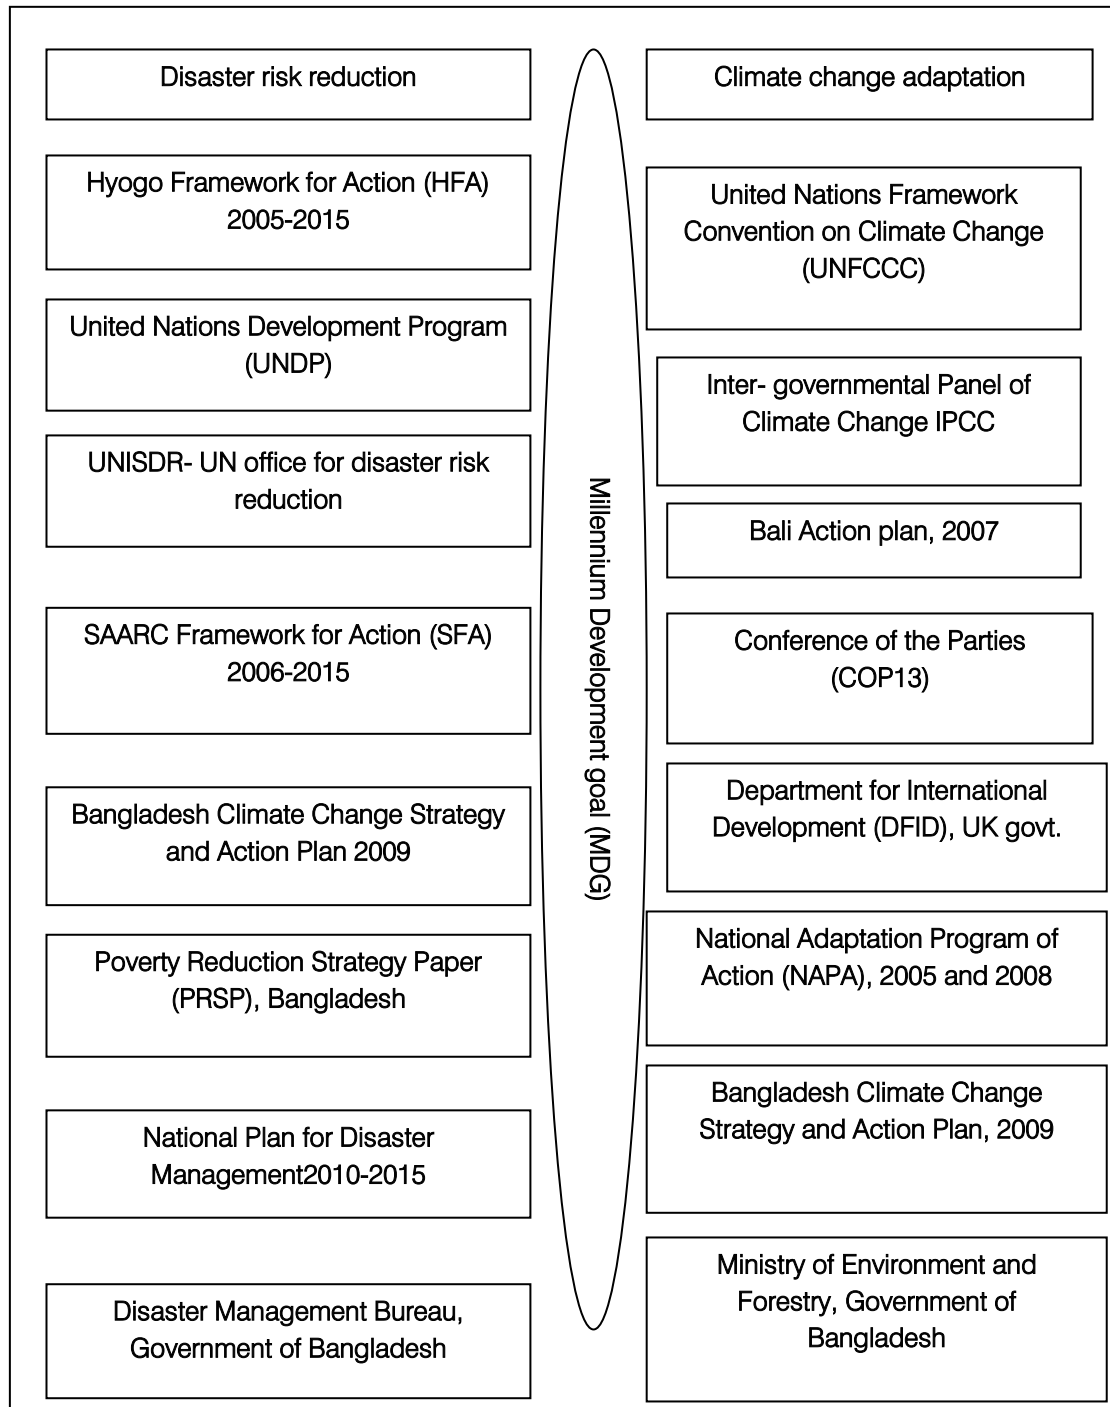 Disaster risk reduction
Hyogo Framework for Action (HFA)
2005-2015
United Nations Development Program
(UNDP)
UNISDR- UN office for disaster risk
reduction
SAARC Framework for Action (SFA)
2006-2015
Bangladesh Climate Change Strategy
and Action Plan 2009
Poverty Reduction Strategy Paper
(PRSP), Bangladesh
National Plan for Disaster
Management2010-2015
Disaster Management Bureau,
Government of Bangladesh
Millennium Development goal (MDG)
Climate change adaptation
United Nations Framework
Convention on Climate Change
(UNFCCC)
Inter- governmental Panel of
Climate Change IPCC
Bali Action plan, 2007
Conference of the Parties
(COP13)
Department for International
Development (DFID), UK govt.
National Adaptation Program of
Action (NAPA), 2005 and 2008
Bangladesh Climate Change
Strategy and Action Plan, 2009
Ministry of Environment and
Forestry, Government of
Bangladesh